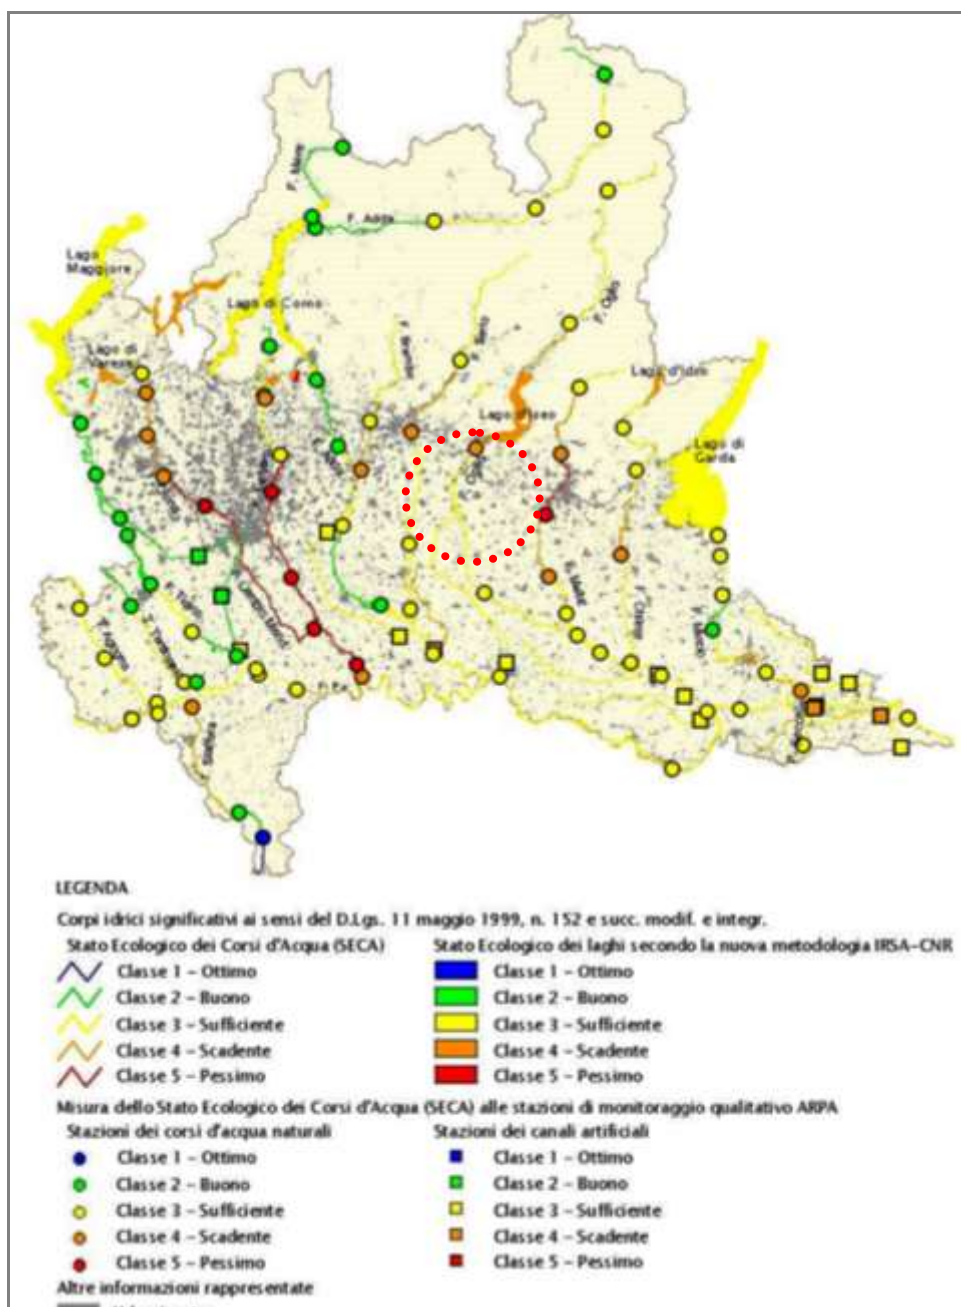 F. Mera
F. Adda
Lago
Maggiore
Lago di Como
F. Oglio
Lago di
Varese
F. Brembo
F. Serio
Lago d'Idro
Lago d'Iseo
Lago di
Garda
F. Mella
F. Chiese
F. Mincio
F. Ticino
F. Agogna
F. Po
LEGENDA
Corpi idrici significativi ai sensi del D.Lgs. 11 maggio 1999, n. 152 e succ. modif. e integr.
Stato Ecologico dei Corsi d'Acqua (SECA)
Classe 1 - Ottimo
Classe 2 - Buono
Classe 3 - Sufficiente
Classe 4 - Scadente
Classe 5 - Pessimo
Stato Ecologico dei laghi secondo la nuova metodologia IRSA-CNR
Classe 1 - Ottimo
Classe 2 - Buono
Classe 3 - Sufficiente
Classe 4 - Scadente
Classe 5 - Pessimo
Misura dello Stato Ecologico dei Corsi d'Acqua (SECA) alle stazioni di monitoraggio qualitativo ARPA
Stazioni dei corsi d'acqua naturali
Classe 1 - Ottimo
Classe 2 - Buono
Classe 3 - Sufficiente
Classe 4 - Scadente
Classe 5 - Pessimo
Stazioni dei canali artificiali
Classe 1 - Ottimo
Classe 2 - Buono
Classe 3 - Sufficiente
Classe 4 - Scadente
Classe 5 - Pessimo
Altre informazioni rappresentate